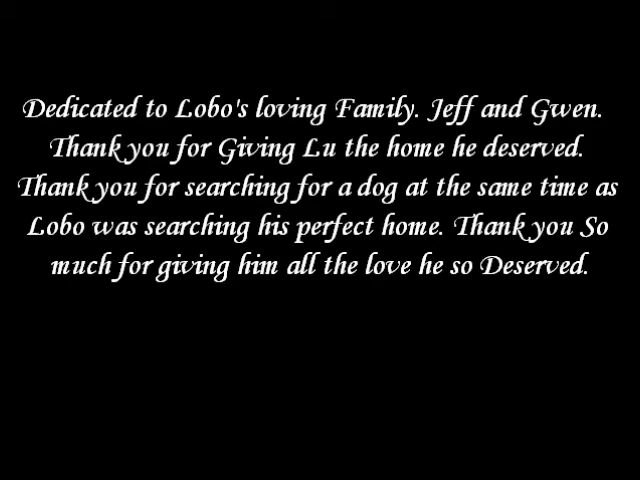 Dedicated to Lobo's loving Family. Jeff and Gwen.
Thank you for Giving Lu the home he deserved.
Thank you for searching for a dog at the same time as
Lobo was searching his perfect home. Thank you So
much for giving him all the love he so Deserved.